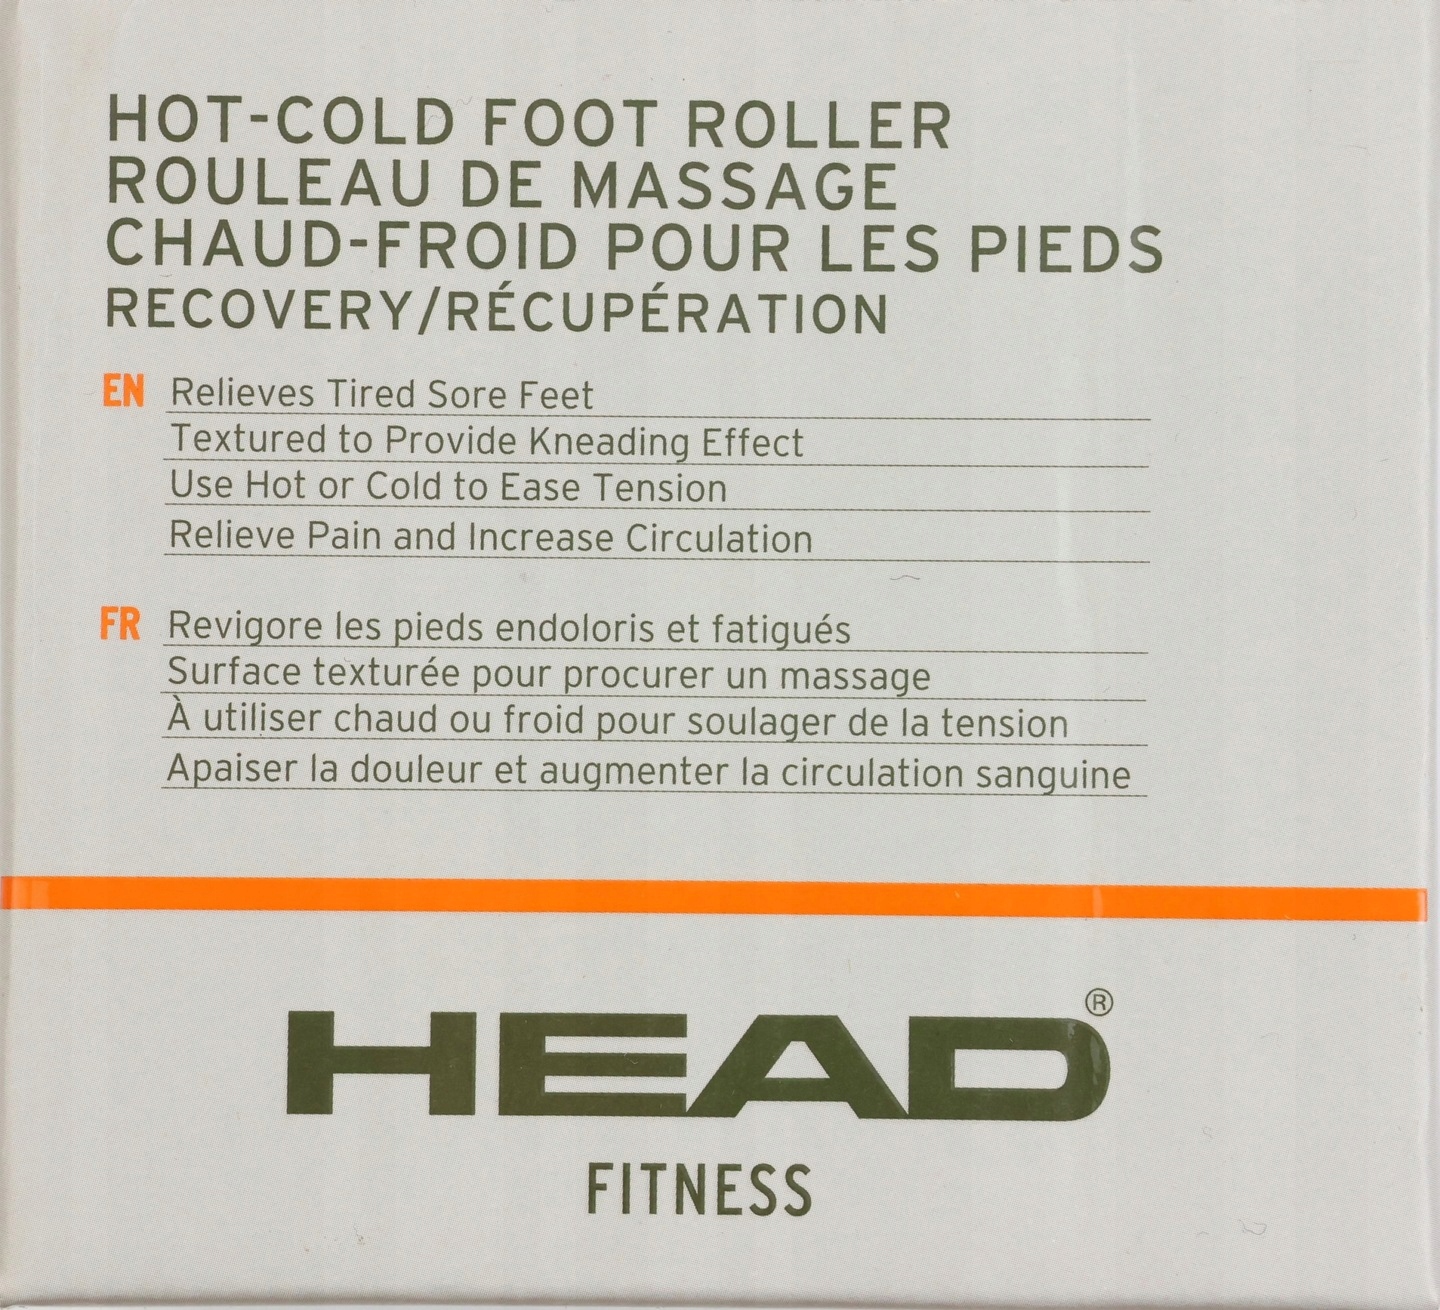 HOT-COLD FOOT ROLLER
ROULEAU DE MASSAGE
CHAUD-FROID POUR LES PIEDS
RECOVERY/RÉCUPÉRATION
EN Relieves Tired Sore Feet
Textured to Provide Kneading Effect
Use Hot or Cold to Ease Tension
Relieve Pain and Increase Circulation
FR Revigore les pieds endoloris et fatigués
Surface texturée pour procurer un massage
À utiliser chaud ou froid pour soulager de la tension
Apaiser la douleur et augmenter la circulation sanguine
HEAD®
FITNESS